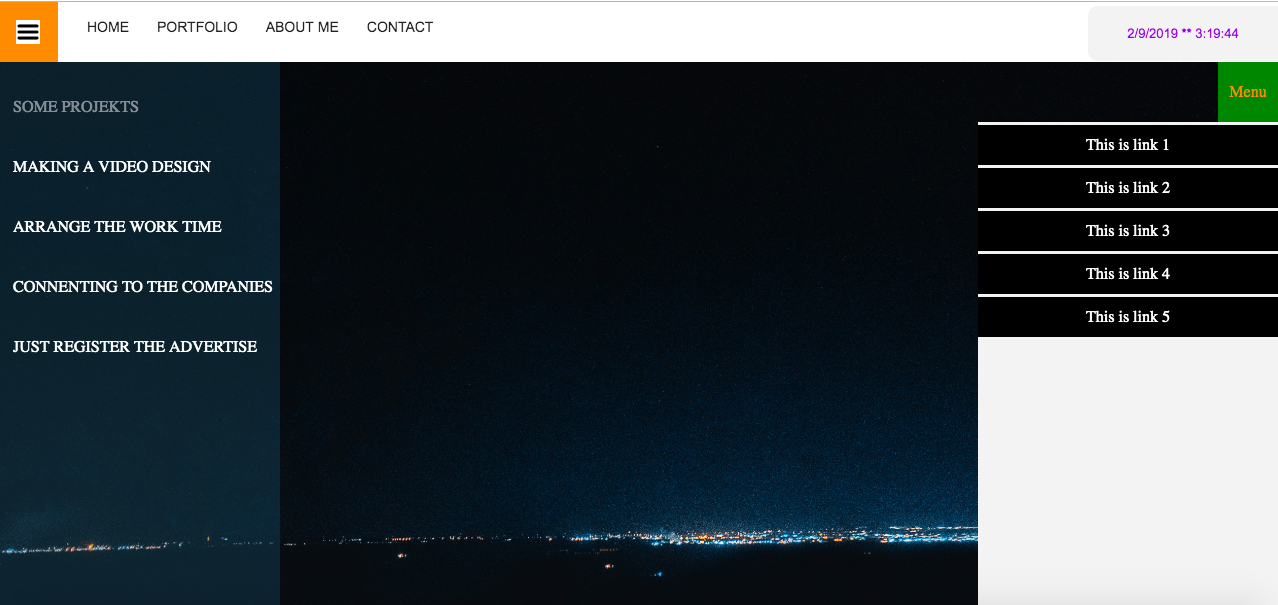 HOME PORTFOLIO ABOUT ME CONTACT
2/9/2019 ** 3:19:44
Menu
SOME PROJEKTS
MAKING A VIDEO DESIGN
ARRANGE THE WORK TIME
CONNENTING TO THE COMPANIES
JUST REGISTER THE ADVERTISE
This is link 1
This is link 2
This is link 3
This is link 4
This is link 5